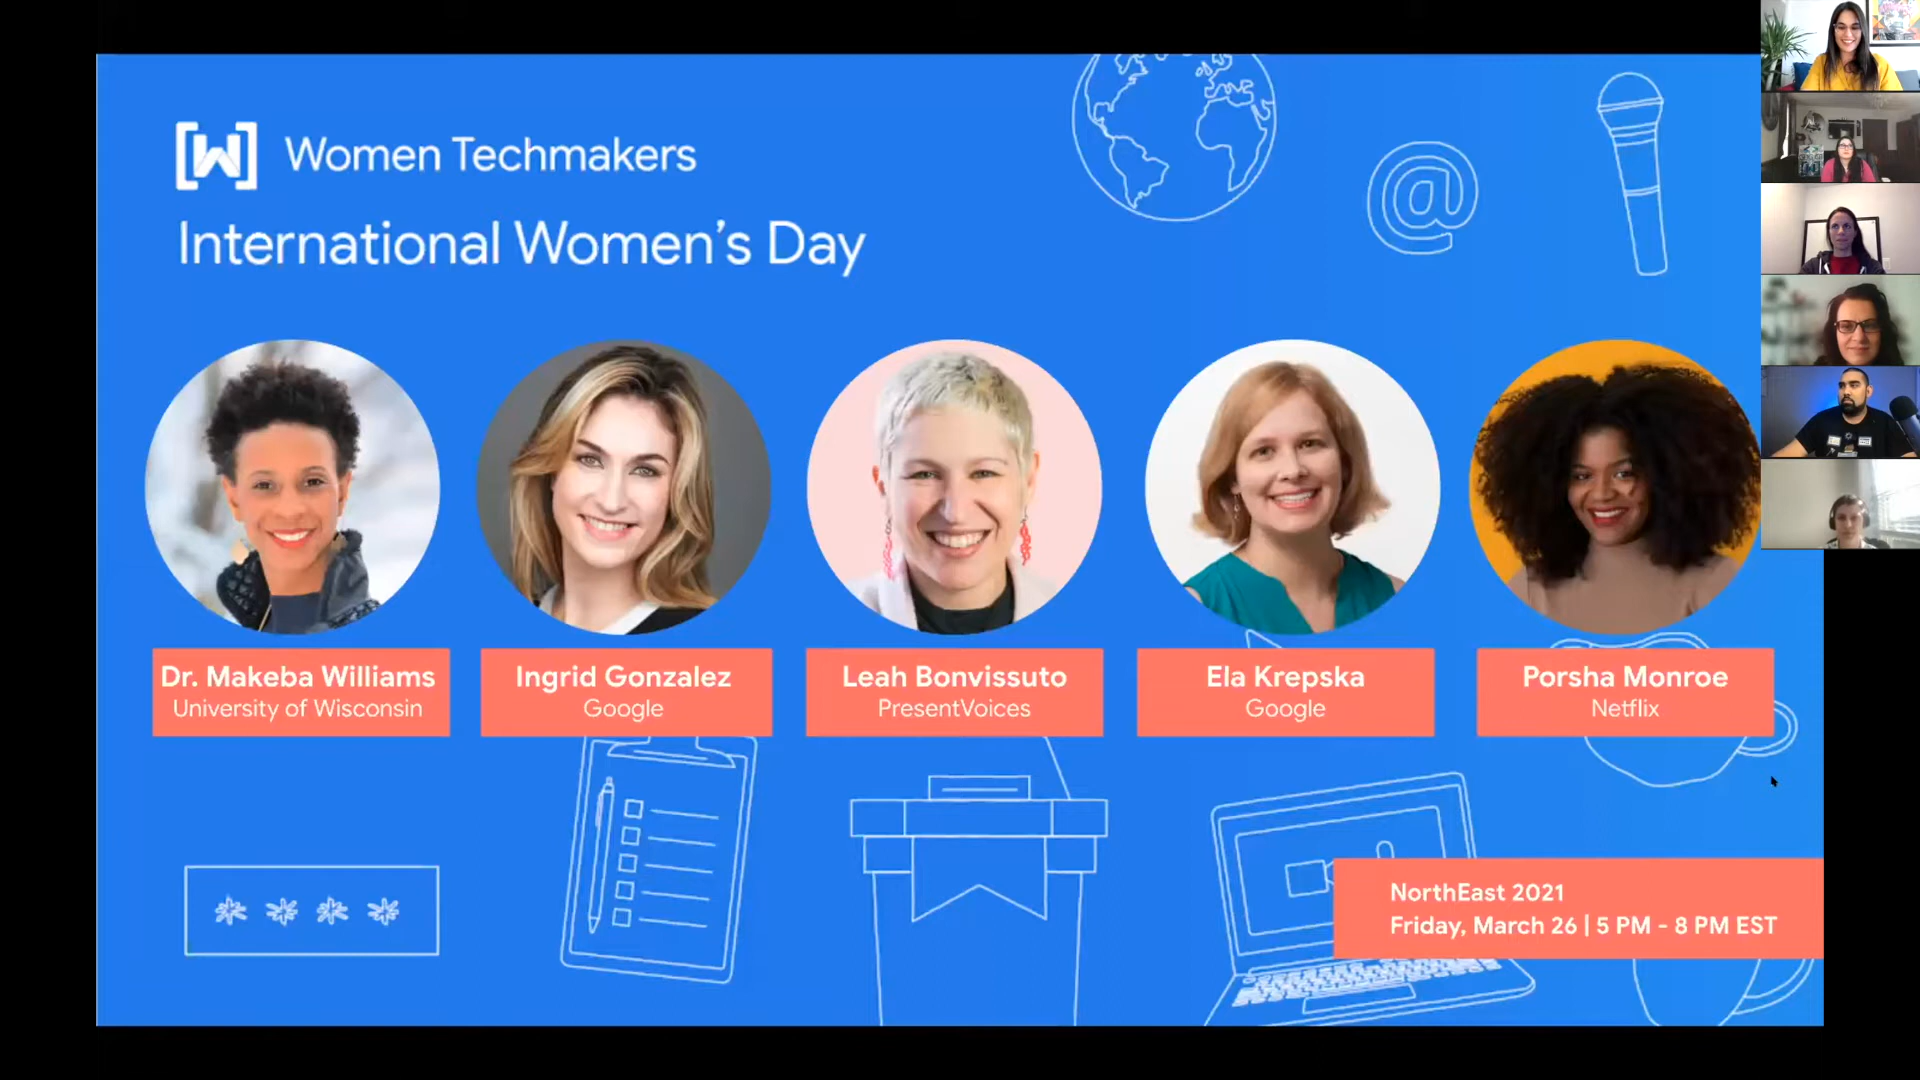 [W] Women Techmakers
International Women's Day
Dr. Makeba Williams
University of Wisconsin
Ingrid Gonzalez
Google
Leah Bonvissuto
PresentVoices
Ela Krepska
Google
Porsha Monroe
Netflix
@
* * * *
NorthEast 2021
Friday, March 26 | 5 PM - 8 PM EST